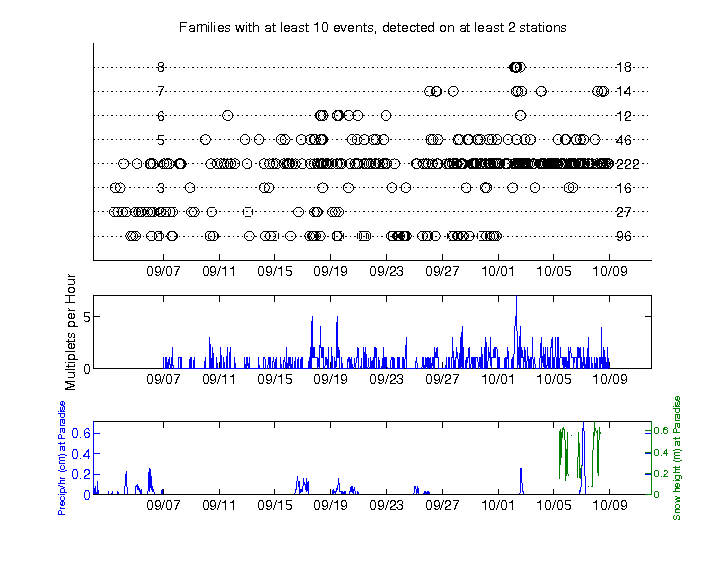 Families with at least 10 events, detected on at least 2 stations
8 18
7 14
6 12
5 46
222
3 16
27
1 96
09/07 09/11 09/15 09/19 09/23 09/27 10/01 10/05 10/09
Multiplets per Hour
5
0
09/07 09/11 09/15 09/19 09/23 09/27 10/01 10/05 10/09
Precip/hr (cm) at Paradise
0.6 0.6
0.4 0.4
0.2 0.2
0 0
Snow height (m) at Paradise
09/07 09/11 09/15 09/19 09/23 09/27 10/01 10/05 10/09